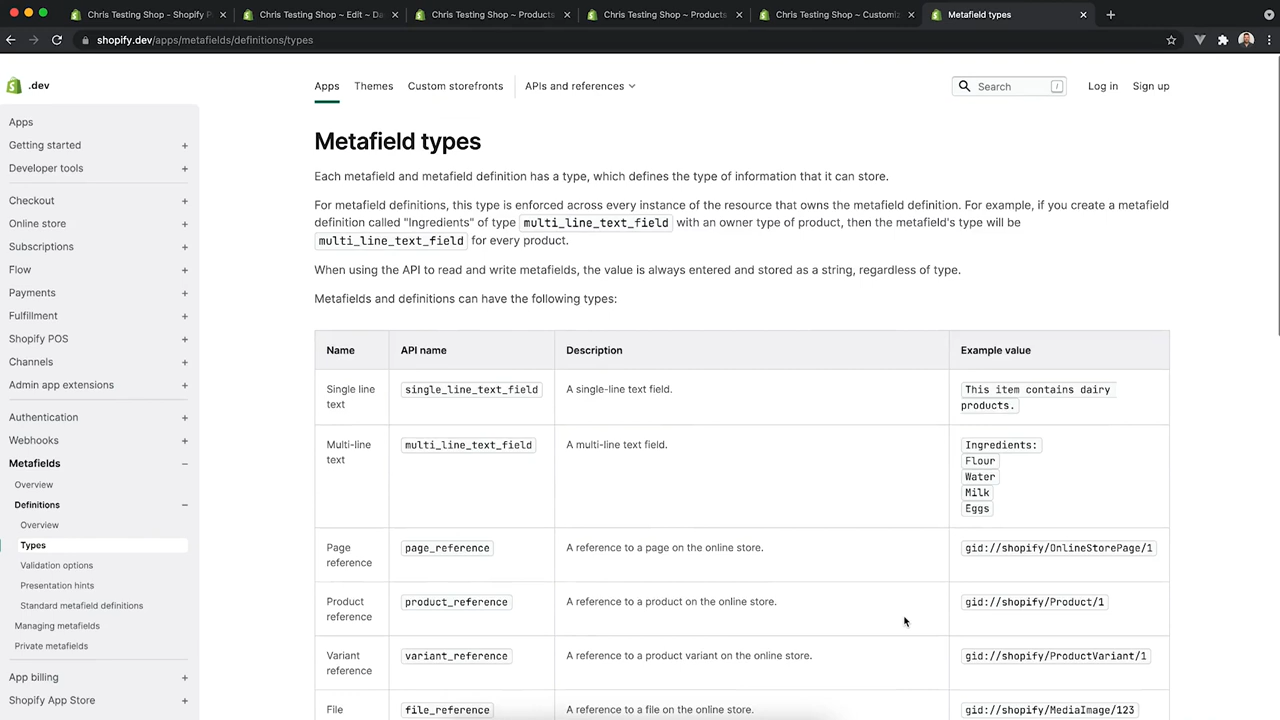 Chris Testing Shop - Shopify P
Chris Testing Shop ~ Edit ~ Da
Chris Testing Shop ~ Products
Chris Testing Shop ~ Products
Chris Testing Shop ~ Customiz
Metafield types
shopify.dev/apps/metafields/definitions/types
.dev
Apps
Themes
Custom storefronts
APIs and references
Search
/
Log in
Sign up
Apps
Getting started
Developer tools
Checkout
Online store
Subscriptions
Flow
Payments
Fulfillment
Shopify POS
Channels
Admin app extensions
Authentication
Webhooks
Metafields
Overview
Definitions
Overview
Types
Validation options
Presentation hints
Standard metafield definitions
Managing metafields
Private metafields
App billing
Shopify App Store
Metafield types
Each metafield and metafield definition has a type, which defines the type of information that it can store.
For metafield definitions, this type is enforced across every instance of the resource that owns the metafield definition. For example, if you create a metafield
definition called "Ingredients" of type multi_line_text_field with an owner type of product, then the metafield's type will be
multi_line_text_field for every product.
When using the API to read and write metafields, the value is always entered and stored as a string, regardless of type.
Metafields and definitions can have the following types:
Name
API name
Description
Example value
Single line
text
single_line_text_field
A single-line text field.
This item contains dairy
products.
Multi-line
text
multi_line_text_field
A multi-line text field.
Ingredients:
Flour
Water
Milk
Eggs
Page
reference
page_reference
A reference to a page on the online store.
gid://shopify/OnlineStorePage/1
Product
reference
product_reference
A reference to a product on the online store.
gid://shopify/Product/1
Variant
reference
variant_reference
A reference to a product variant on the online store.
gid://shopify/ProductVariant/1
File
file_reference
A reference to a file on the online store.
gid://shopify/MediaImage/123